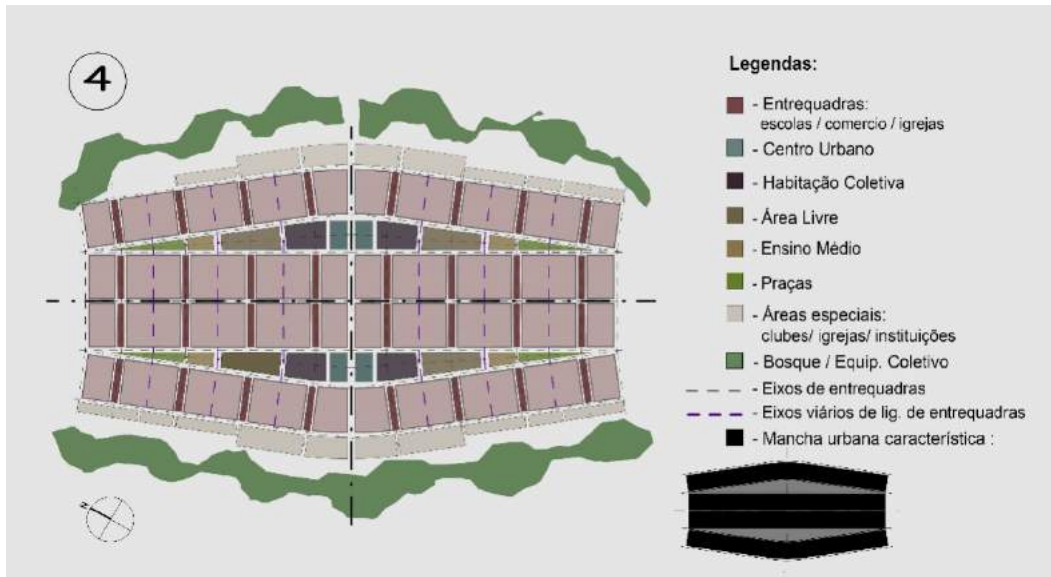 4
Legendas:
- Entrequadras:
escolas / comercio / igrejas
- Centro Urbano
- Habitação Coletiva
- Área Livre
- Ensino Médio
- Praças
- Áreas especiais:
clubes/ igrejas/ instituições
- Bosque / Equip. Coletivo
- Eixos de entrequadras
- Eixos viários de lig. de entrequadras
- Mancha urbana característica :
N